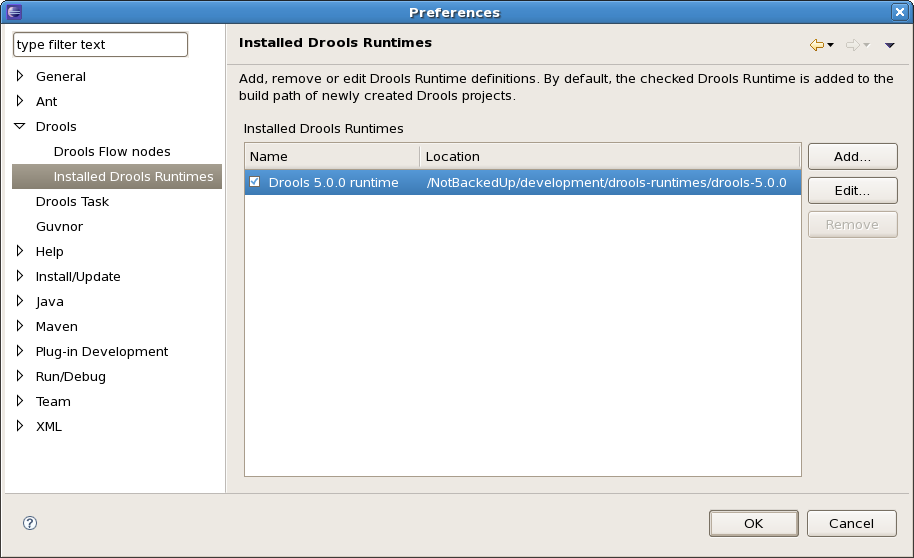 Preferences
type filter text
General
Ant
Drools
Drools Flow nodes
Installed Drools Runtimes
Drools Task
Guvnor
Help
Install/Update
Java
Maven
Plug-in Development
Run/Debug
Team
XML
Installed Drools Runtimes
Add, remove or edit Drools Runtime definitions. By default, the checked Drools Runtime is added to the
build path of newly created Drools projects.
Installed Drools Runtimes
Name Location
Drools 5.0.0 runtime /NotBackedUp/development/drools-runtimes/drools-5.0.0
Add...
Edit...
Remove
?
OK Cancel